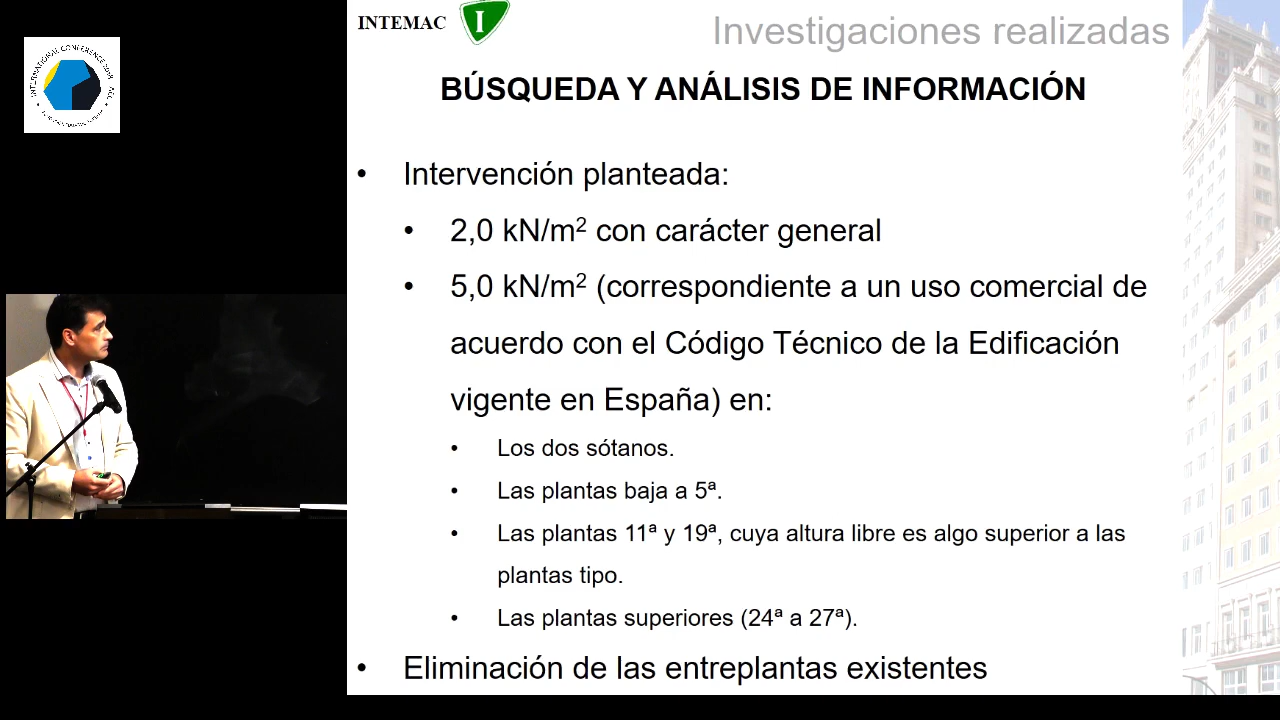 INTEMAC
I
Investigaciones realizadas
BÚSQUEDA Y ANÁLISIS DE INFORMACIÓN
• Intervención planteada:
• 2,0 kN/m² con carácter general
• 5,0 kN/m² (correspondiente a un uso comercial de
acuerdo con el Código Técnico de la Edificación
vigente en España) en:
• Los dos sótanos.
• Las plantas baja a 5ª.
• Las plantas 11ª y 19ª, cuya altura libre es algo superior a las
plantas tipo.
• Las plantas superiores (24ª a 27ª).
• Eliminación de las entreplantas existentes